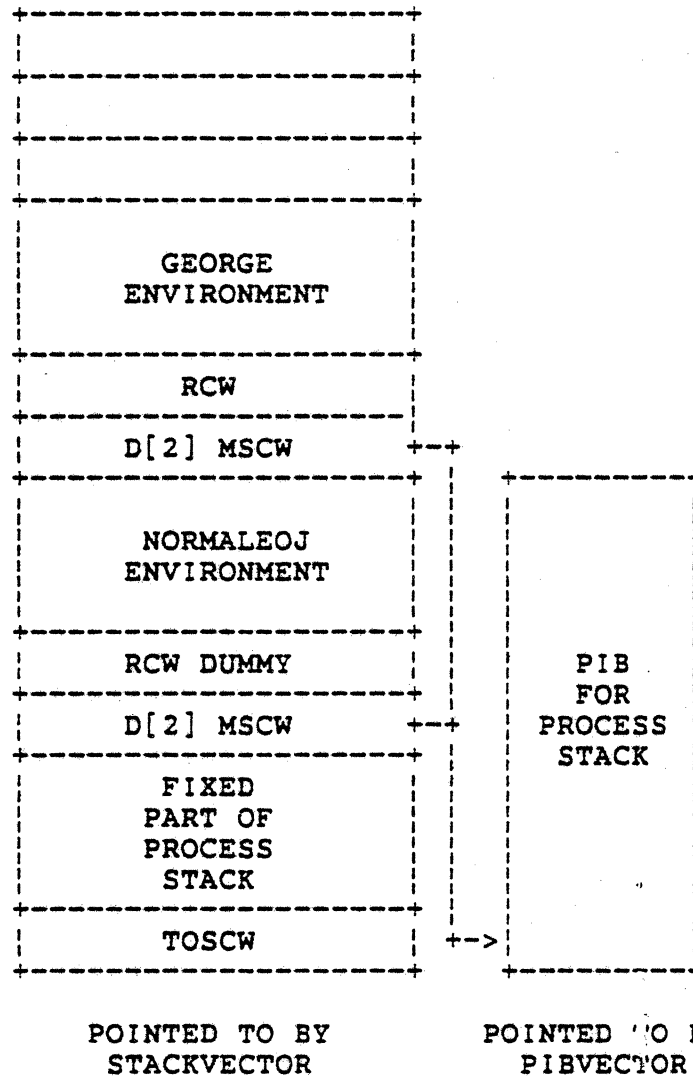 GEORGE
ENVIRONMENT
RCW
D[2] MSCW
NORMALEOJ
ENVIRONMENT
RCW DUMMY
D[2] MSCW
FIXED
PART OF
PROCESS
STACK
TOSCW
PIB
FOR
PROCESS
STACK
POINTED TO BY
STACKVECTOR
POINTED
PIBVECTOR